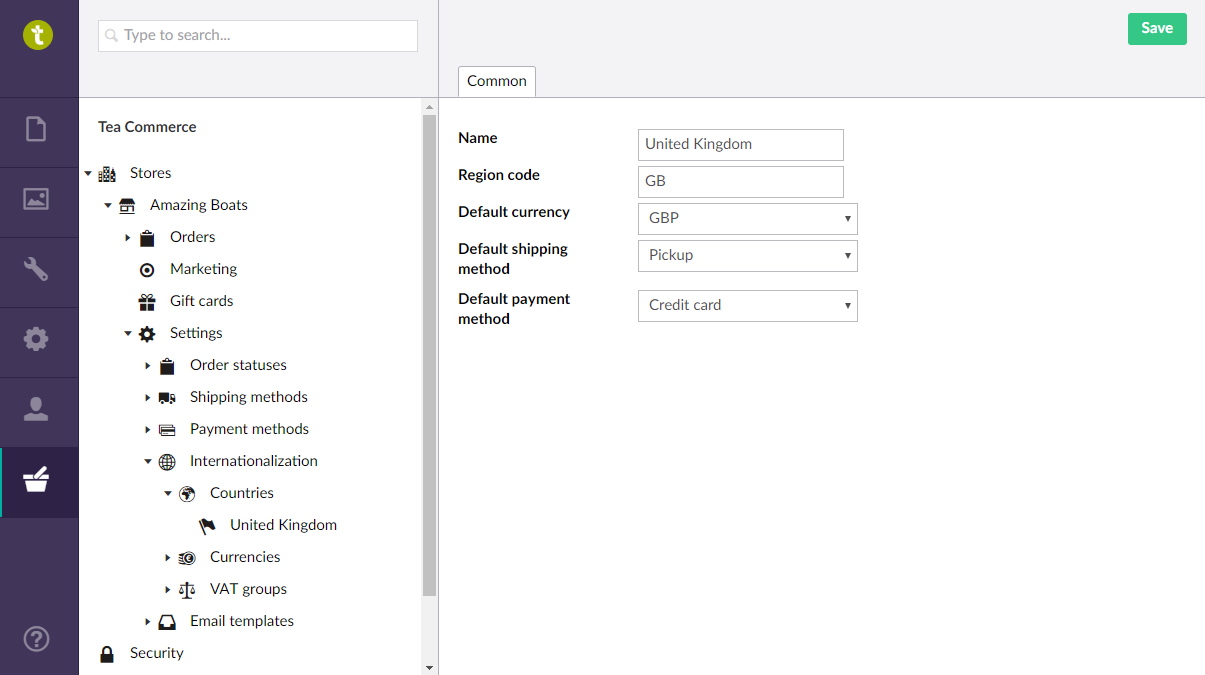 t
Type to search...
Save
Common
Tea Commerce
Stores
Amazing Boats
Orders
Marketing
Gift cards
Settings
Order statuses
Shipping methods
Payment methods
Internationalization
Countries
United Kingdom
Currencies
VAT groups
Email templates
Security
Name
United Kingdom
Region code
GB
Default currency
GBP
Default shipping
method
Pickup
Default payment
method
Credit card
?